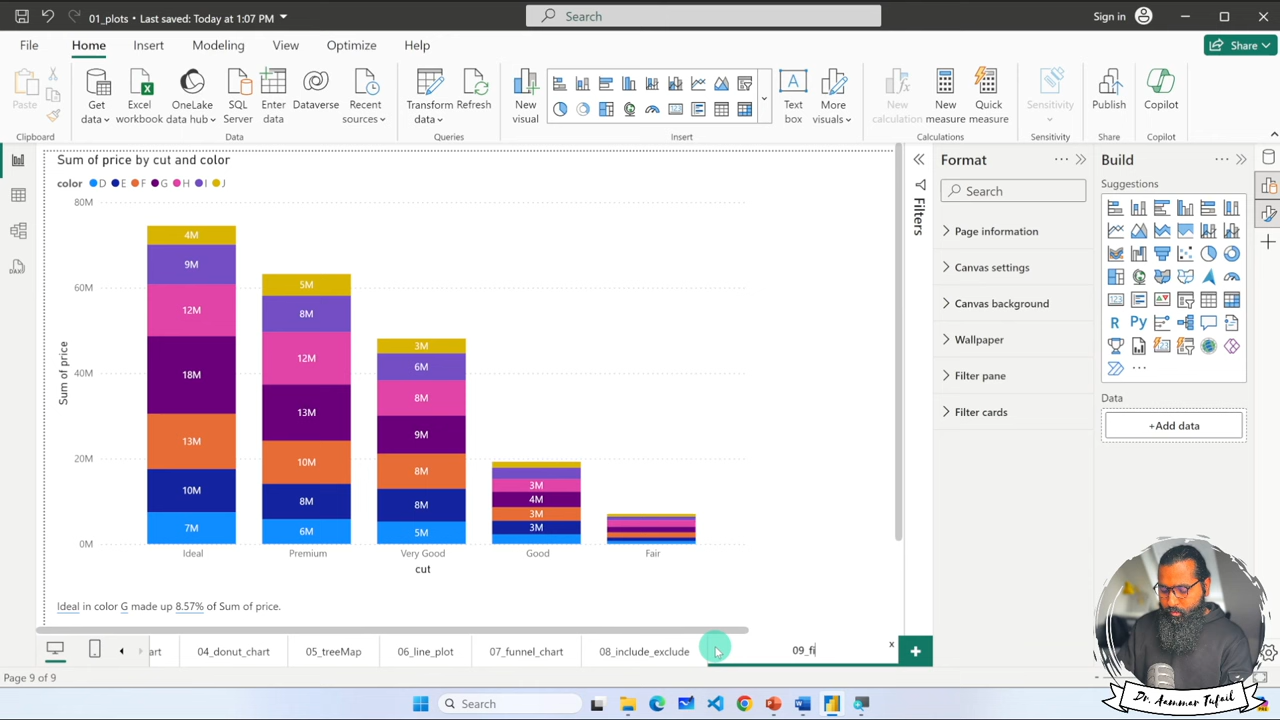 01_plots • Last saved: Today at 1:07 PM
Search
Sign in
File
Home
Insert
Modeling
View
Optimize
Help
Share
Paste
Get data
Excel workbook
OneLake data hub
SQL Server
Enter data
Dataverse
Recent sources
Transform data
Refresh
New visual
Text box
More visuals
New calculation
New measure
Quick measure
Sensitivity
Publish
Copilot
Clipboard
Data
Queries
Insert
Calculations
Sensitivity
Share
Copilot
Sum of price by cut and color
color D E F G H I J
80M
60M
40M
20M
0M
Sum of price
4M
9M
12M
18M
13M
10M
7M
5M
8M
12M
13M
10M
8M
6M
3M
6M
8M
9M
8M
8M
5M
3M
4M
3M
3M
Ideal
Premium
Very Good
Good
Fair
cut
Ideal in color G made up 8.57% of Sum of price.
Filters
Format
Search
Page information
Canvas settings
Canvas background
Wallpaper
Filter pane
Filter cards
Build
Suggestions
R
Py
123
Data
+Add data
art
04_donut_chart
05_treeMap
06_line_plot
07_funnel_chart
08_include_exclude
09_fi
x
Page 9 of 9
Search
Dr. Aammar Tufail